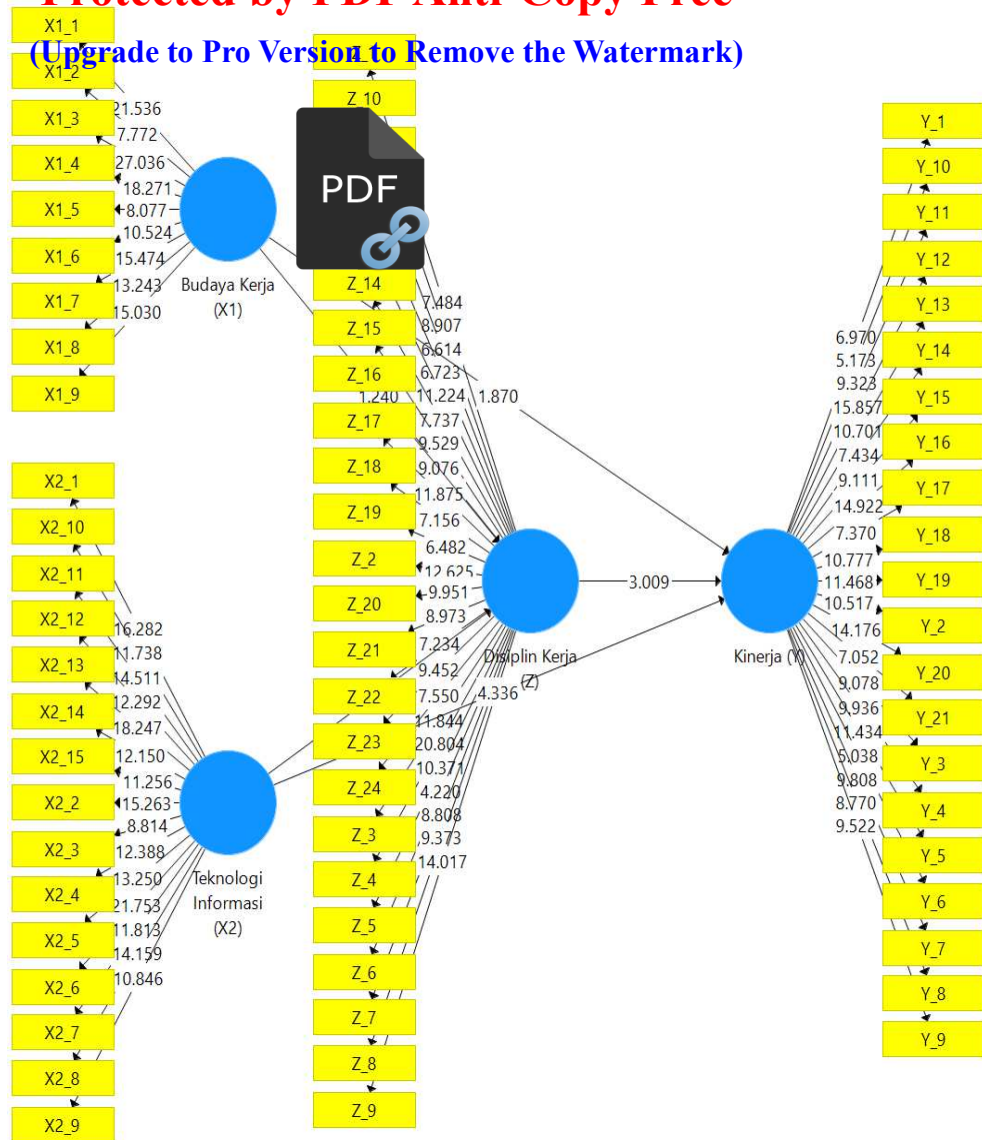 Protected by PDF Anti-Copy Free
(Upgrade to Pro Version to Remove the Watermark)
PDF
X1_1
X1_2
X1_3
X1_4
X1_5
X1_6
X1_7
X1_8
X1_9
21.536
7.772
27.036
18.271
8.077
10.524
15.474
13.243
15.030
Budaya Kerja
(X1)
X2_1
X2_10
X2_11
X2_12
X2_13
X2_14
X2_15
X2_2
X2_3
X2_4
X2_5
X2_6
X2_7
X2_8
X2_9
16.282
11.738
14.511
12.292
18.247
12.150
11.256
15.263
8.814
12.388
13.250
21.753
11.813
14.159
10.846
Teknologi
Informasi
(X2)
Z_10
Z_14
Z_15
Z_16
Z_17
Z_18
Z_19
Z_2
Z_20
Z_21
Z_22
Z_23
Z_24
Z_3
Z_4
Z_5
Z_6
Z_7
Z_8
Z_9
7.484
8.907
6.614
6.723
11.224
7.737
9.529
9.076
11.875
7.156
6.482
12.625
9.951
8.973
7.234
9.452
7.550
11.844
20.804
10.371
4.220
8.808
9.373
14.017
1.240
1.870
3.009
4.336
Disiplin Kerja
(Z)
Kinerja (Y)
6.970
5.173
9.323
15.857
10.701
7.434
9.111
14.922
7.370
10.777
11.468
10.517
14.176
7.052
9.078
9.936
11.434
5.038
9.808
8.770
9.522
Y_1
Y_10
Y_11
Y_12
Y_13
Y_14
Y_15
Y_16
Y_17
Y_18
Y_19
Y_2
Y_20
Y_21
Y_3
Y_4
Y_5
Y_6
Y_7
Y_8
Y_9